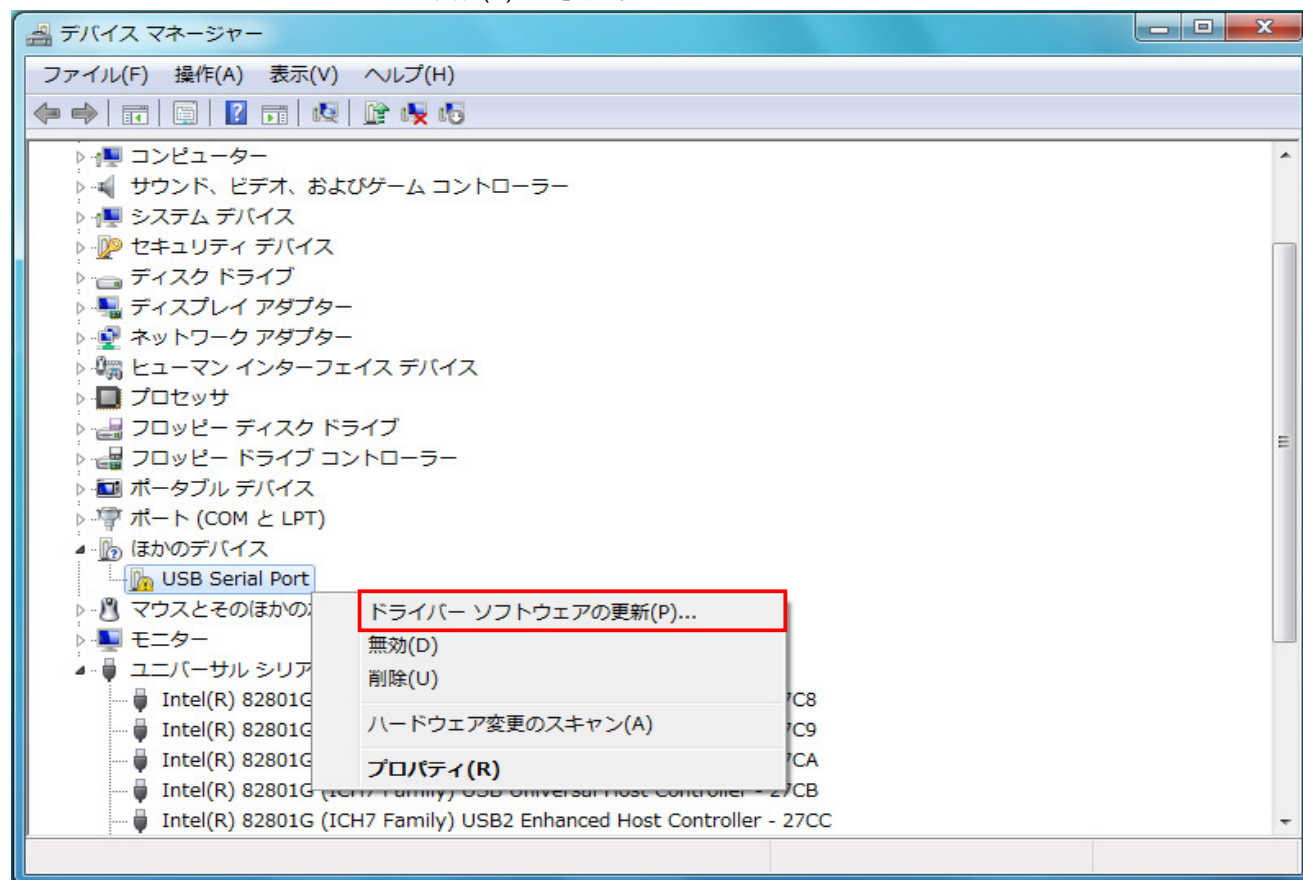 デバイス マネージャー
ファイル(F) 操作(A) 表示(V) ヘルプ(H)
コンピューター
サウンド、ビデオ、およびゲーム コントローラー
システム デバイス
セキュリティ デバイス
ディスク ドライブ
ディスプレイ アダプター
ネットワーク アダプター
ヒューマン インターフェイス デバイス
プロセッサ
フロッピー ディスク ドライブ
フロッピー ドライブ コントローラー
ポータブル デバイス
ポート (COM と LPT)
ほかのデバイス
USB Serial Port
マウスとそのほかの
ドライバー ソフトウェアの更新(P)...
無効(D)
削除(U)
ハードウェア変更のスキャン(A)
プロパティ(R)
モニター
ユニバーサル シリア
Intel(R) 82801G 7C8
Intel(R) 82801G 7C9
Intel(R) 82801G 7CA
Intel(R) 82801G (ICH7 Family) USB Universal Host Controller - 27CB
Intel(R) 82801G (ICH7 Family) USB2 Enhanced Host Controller - 27CC